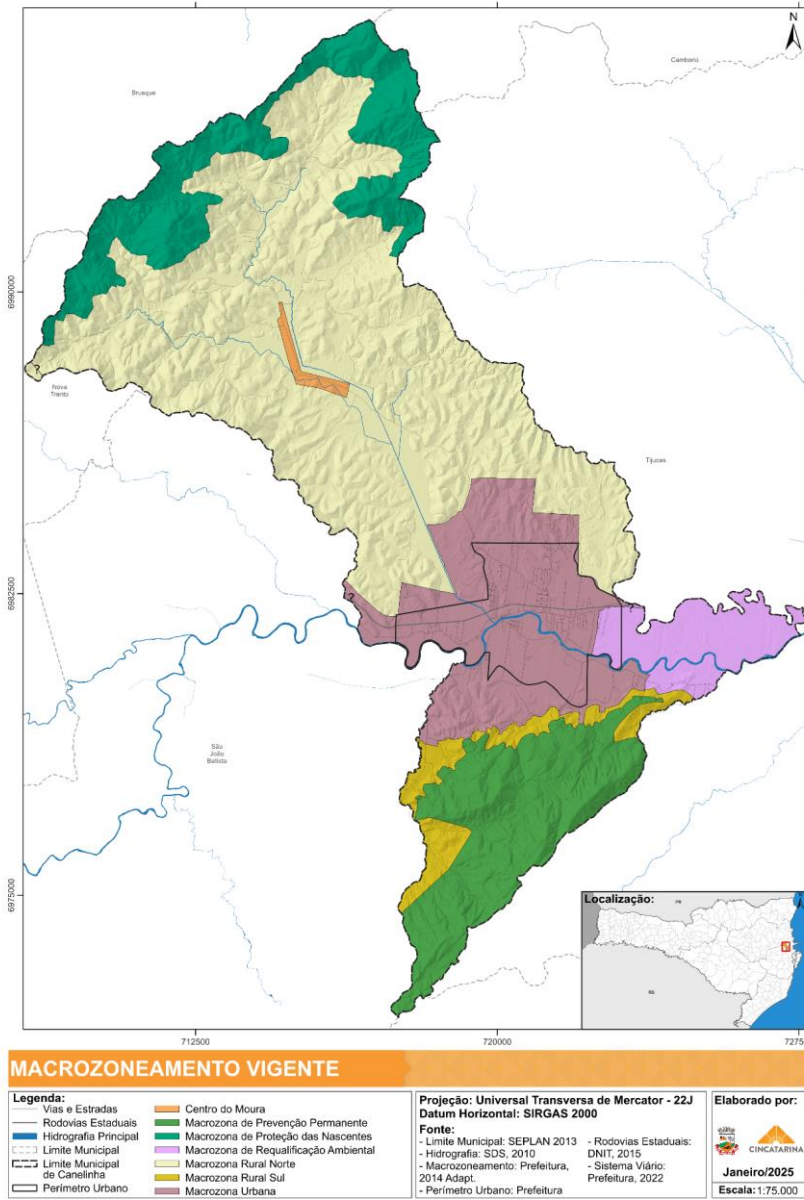 N
Camboriú
Brusque
6990000
?
Nova
Trento
Tijucas
6982500
?
?
São
João
Batista
6975000
Localização:
PR
RS
712500
720000
7275
MACROZONEAMENTO VIGENTE
Legenda:
Vias e Estradas
Rodovias Estaduais
Hidrografia Principal
Limite Municipal
Limite Municipal
de Canelinha
Perímetro Urbano
Centro do Moura
Macrozona de Prevenção Permanente
Macrozona de Proteção das Nascentes
Macrozona de Requalificação Ambiental
Macrozona Rural Norte
Macrozona Rural Sul
Macrozona Urbana
Projeção: Universal Transversa de Mercator - 22J
Datum Horizontal: SIRGAS 2000
Fonte:
- Limite Municipal: SEPLAN 2013
- Hidrografia: SDS, 2010
- Macrozoneamento: Prefeitura,
2014 Adapt.
- Perímetro Urbano: Prefeitura
- Rodovias Estaduais:
DNIT, 2015
- Sistema Viário:
Prefeitura, 2022
Elaborado por:
CINCATARINA
Janeiro/2025
Escala: 1:75.000